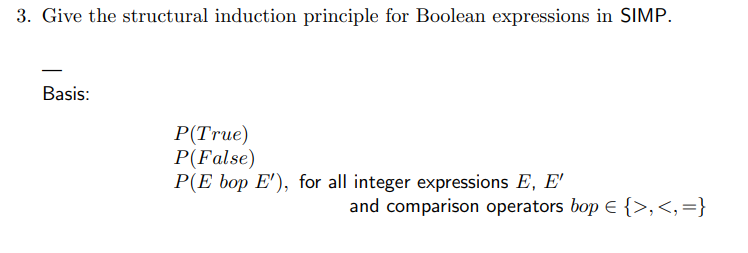 3. Give the structural induction principle for Boolean expressions in SIMP.
—
Basis:
P(True)
P(False)
P(E bop E′), for all integer expressions E, E′
and comparison operators bop ∈ {>, <, =}